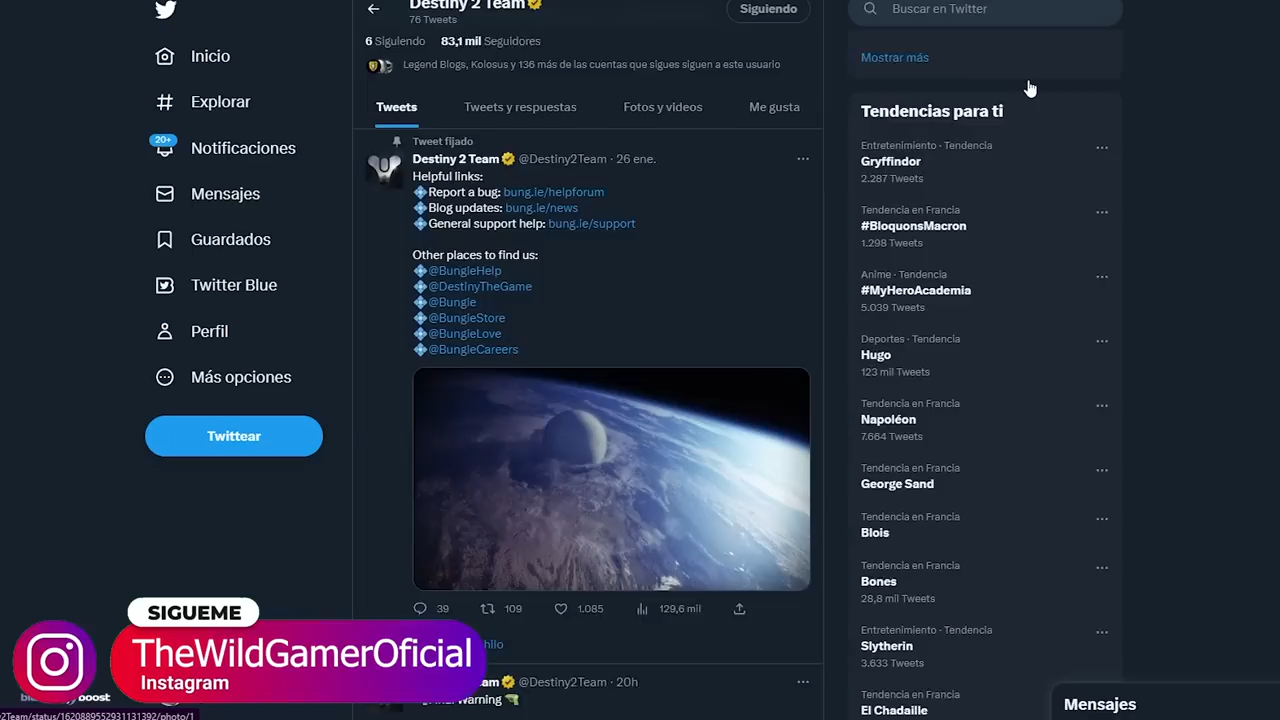 Inicio
Explorar
20+
Notificaciones
Mensajes
Guardados
Twitter Blue
Perfil
Más opciones
Twittear
Destiny 2 Team
76 Tweets
Siguiendo
6 Siguiendo 83,1 mil Seguidores
Legend Blogs, Kolosus y 136 más de las cuentas que sigues siguen a este usuario
Tweets Tweets y respuestas Fotos y videos Me gusta
Tweet fijado
Destiny 2 Team @Destiny2Team · 26 ene.
Helpful links:
Report a bug: bung.ie/helpforum
Blog updates: bung.ie/news
General support help: bung.ie/support
Other places to find us:
@BungieHelp
@DestinyTheGame
@Bungie
@BungieStore
@BungieLove
@BungieCareers
39 109 1.085 129,6 mil
hilo
@Destiny2Team · 20h
Warning
Buscar en Twitter
Mostrar más
Tendencias para ti
Entretenimiento · Tendencia
Gryffindor
2.287 Tweets
Tendencia en Francia
#BloquonsMacron
1.298 Tweets
Anime · Tendencia
#MyHeroAcademia
5.039 Tweets
Deportes · Tendencia
Hugo
123 mil Tweets
Tendencia en Francia
Napoléon
7.664 Tweets
Tendencia en Francia
George Sand
Tendencia en Francia
Blois
Tendencia en Francia
Bones
28,8 mil Tweets
Entretenimiento · Tendencia
Slytherin
3.633 Tweets
Tendencia en Francia
El Chadaille
Mensajes
SIGUEME
TheWildGamerOficial
Instagram
boost
y2Team/status/1620889552931131392/photo/1